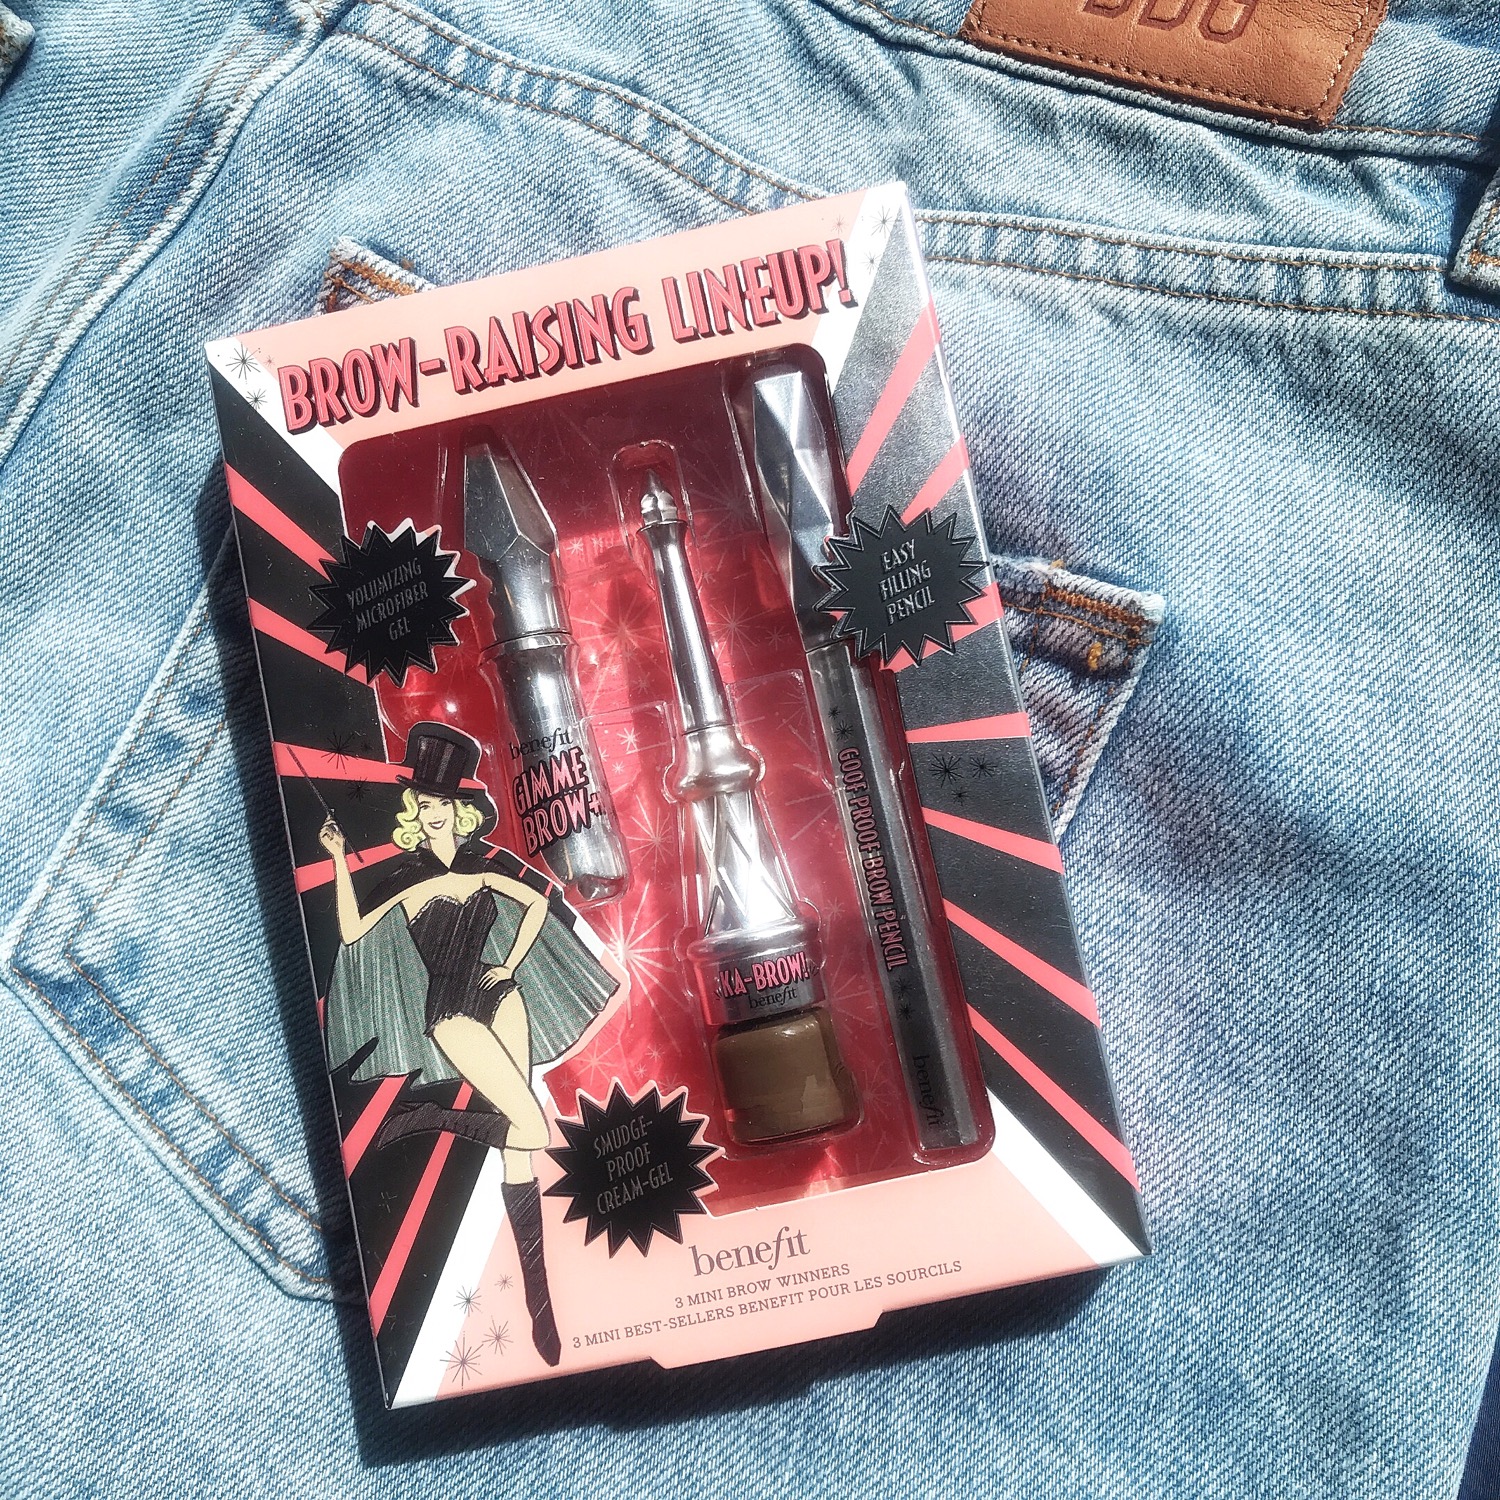 BROW-RAISING LINEUP!
VOLUMIZING
MICROFIBER
GEL
EASY
FILLING
PENCIL
benefit
GIMME
BROW+
GOOF PROOF BROW PENCIL
benefit
KA-BROW!
benefit
SMUDGE-
PROOF
CREAM-GEL
benefit
3 MINI BROW WINNERS
3 MINI BEST-SELLERS BENEFIT POUR LES SOURCILS